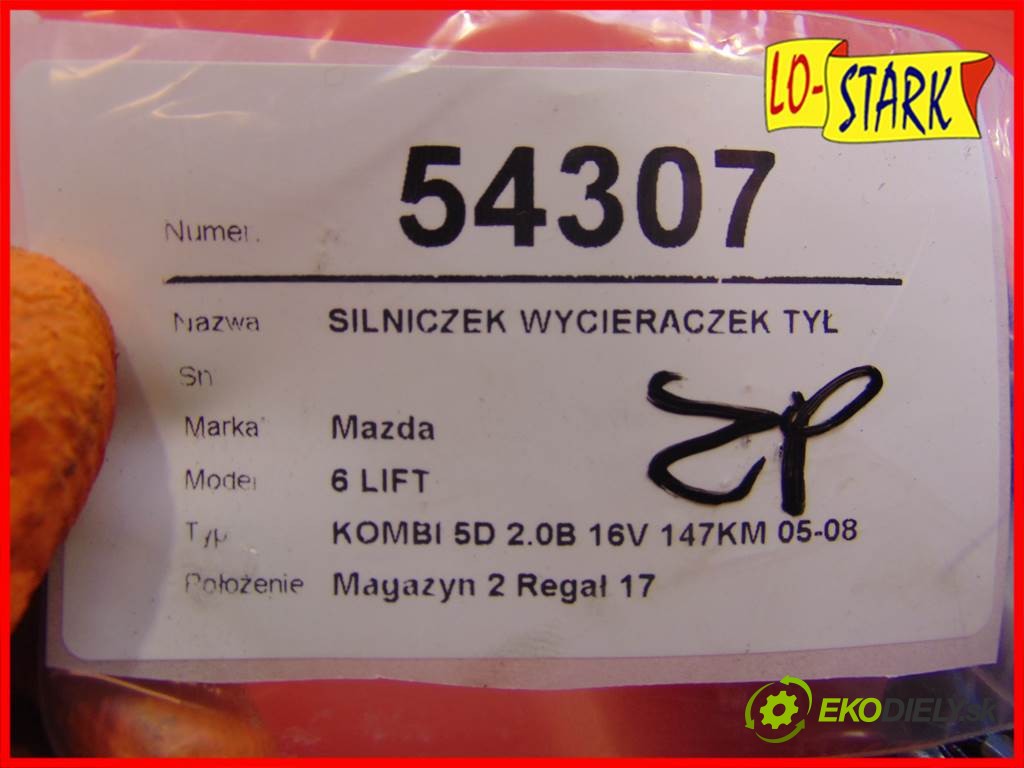 LO-STARK
Numer. 54307
Nazwa SILNICZEK WYCIERACZEK TYŁ
Sn
Marka Mazda
Model 6 LIFT
Typ KOMBI 5D 2.0B 16V 147KM 05-08
Położenie Magazyn 2 Regał 17
EKODIELY.sk